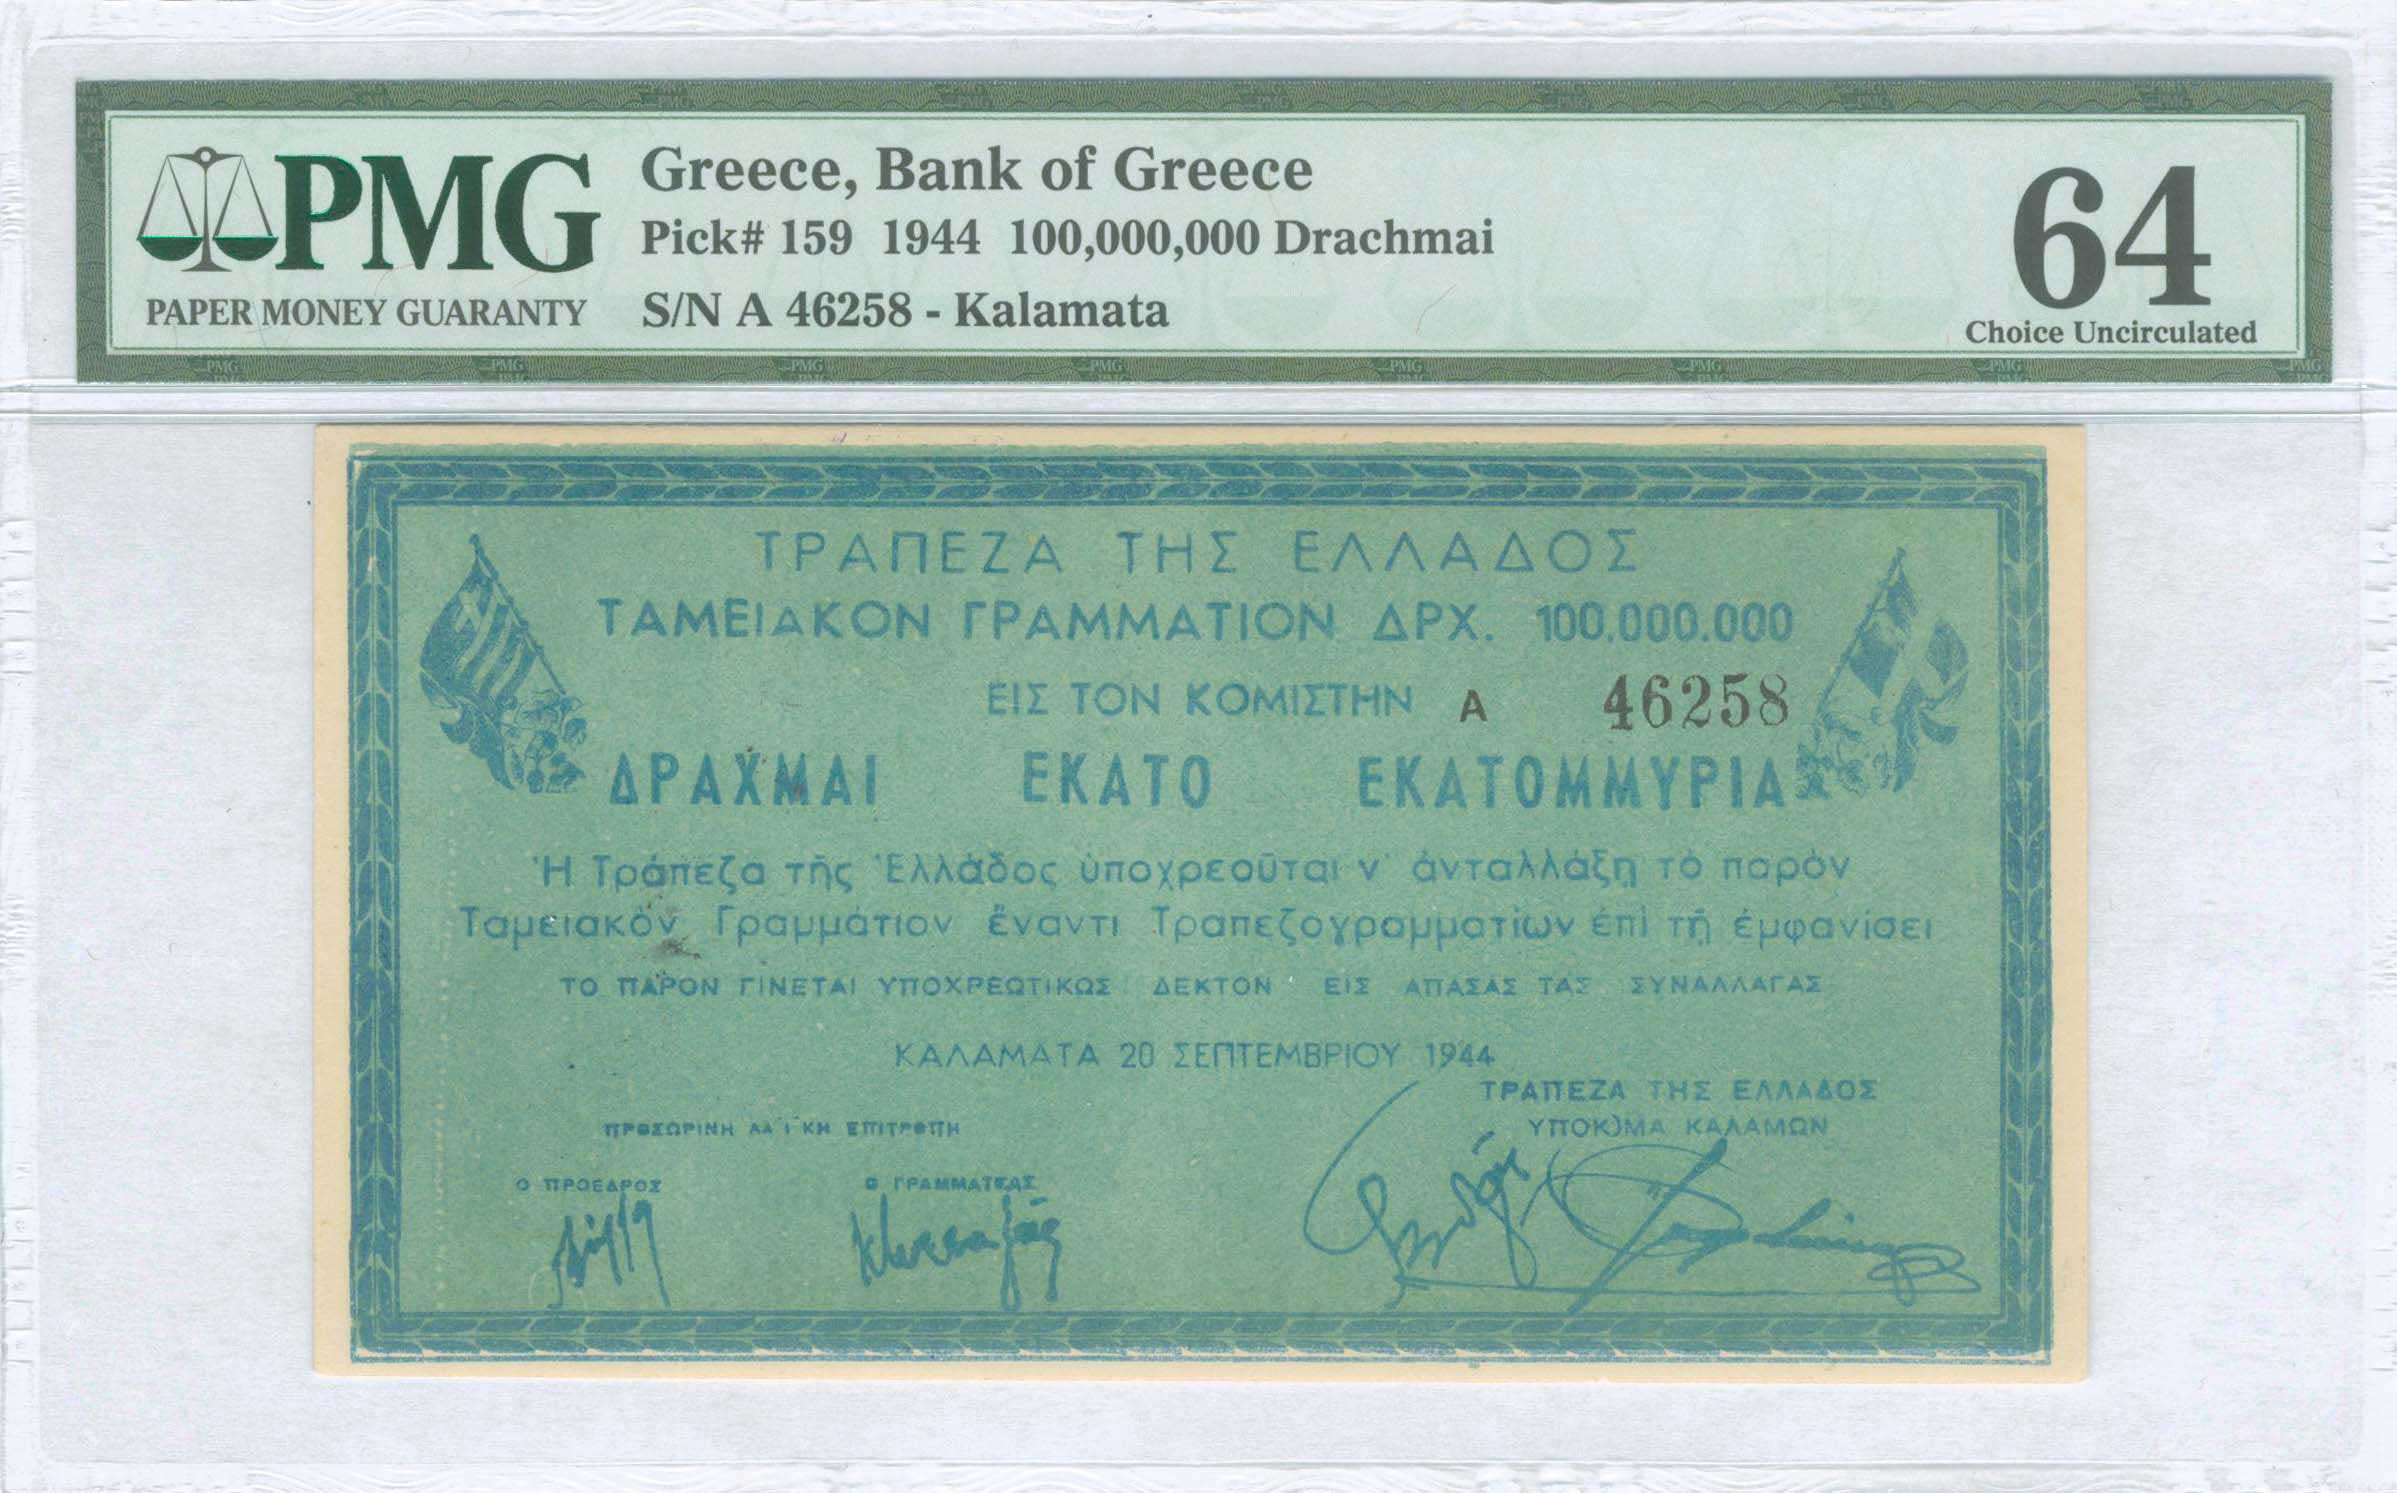 PMG
PAPER MONEY GUARANTY
Greece, Bank of Greece
Pick# 159 1944 100,000,000 Drachmai
S/N A 46258 - Kalamata
64
Choice Uncirculated
ΤΡΑΠΕΖΑ ΤΗΣ ΕΛΛΑΔΟΣ
ΤΑΜΕΙΑΚΟΝ ΓΡΑΜΜΑΤΙΟΝ ΔΡΧ. 100.000.000
ΕΙΣ ΤΟΝ ΚΟΜΙΣΤΗΝ Α 46258
ΔΡΑΧΜΑΙ ΕΚΑΤΟ ΕΚΑΤΟΜΜΥΡΙΑ
Ἡ Τράπεζα τῆς Ἑλλάδος ὑποχρεοῦται ν' ἀνταλλάξῃ τὸ παρὸν
Ταμειακὸν Γραμμάτιον ἔναντι Τραπεζογραμματίων ἐπὶ τῇ ἐμφανίσει
ΤΟ ΠΑΡΟΝ ΓΙΝΕΤΑΙ ΥΠΟΧΡΕΩΤΙΚΩΣ ΔΕΚΤΟΝ ΕΙΣ ΑΠΑΣΑΣ ΤΑΣ ΣΥΝΑΛΛΑΓΑΣ
ΚΑΛΑΜΑΤΑ 20 ΣΕΠΤΕΜΒΡΙΟΥ 1944
ΤΡΑΠΕΖΑ ΤΗΣ ΕΛΛΑΔΟΣ
ΥΠΟΚ)ΜΑ ΚΑΛΑΜΩΝ
ΠΡΟΣΩΡΙΝΗ ΛΑΪΚΗ ΕΠΙΤΡΟΠΗ
Ο ΠΡΟΕΔΡΟΣ
Ο ΓΡΑΜΜΑΤΕΑΣ